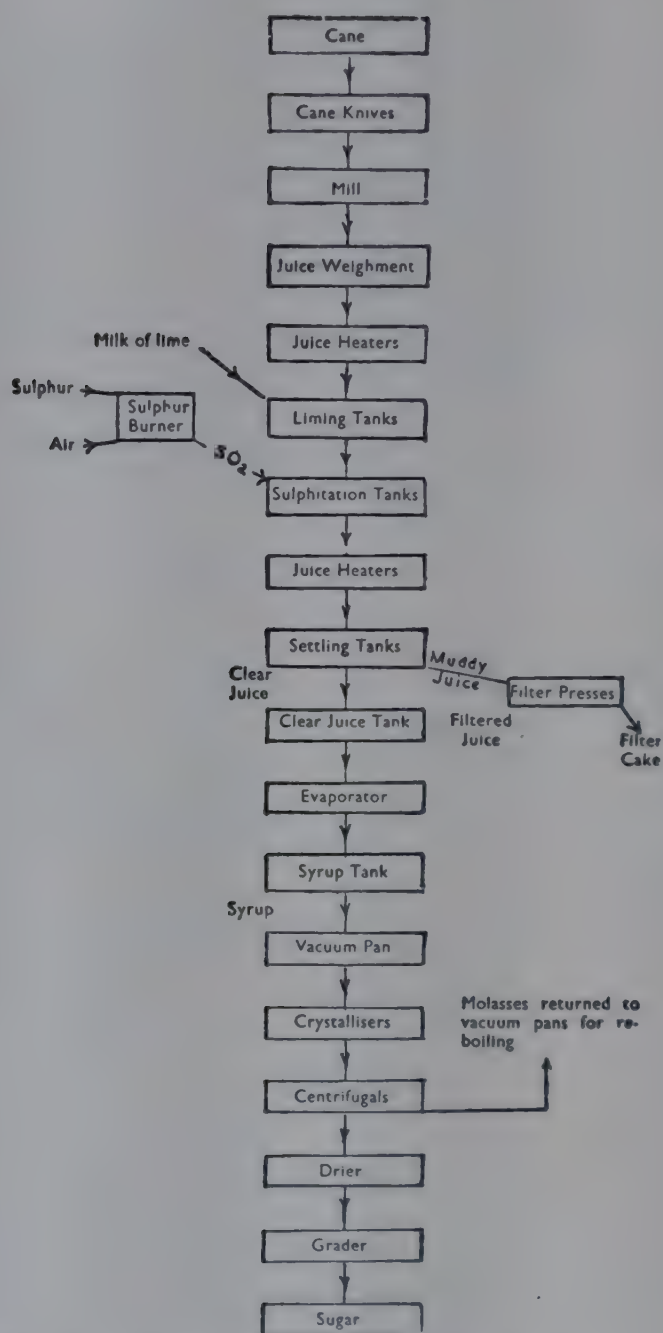 Cane
Cane Knives
Mill
Juice Weighment
Juice Heaters
Milk of lime
Sulphur
Sulphur
Burner
Air
SO₂
Liming Tanks
Sulphitation Tanks
Juice Heaters
Settling Tanks
Muddy
Juice
Filter Presses
Clear
Juice
Filtered
Juice
Filter
Cake
Clear Juice Tank
Evaporator
Syrup Tank
Syrup
Vacuum Pan
Crystallisers
Molasses returned to
vacuum pans for re-
boiling
Centrifugals
Drier
Grader
Sugar